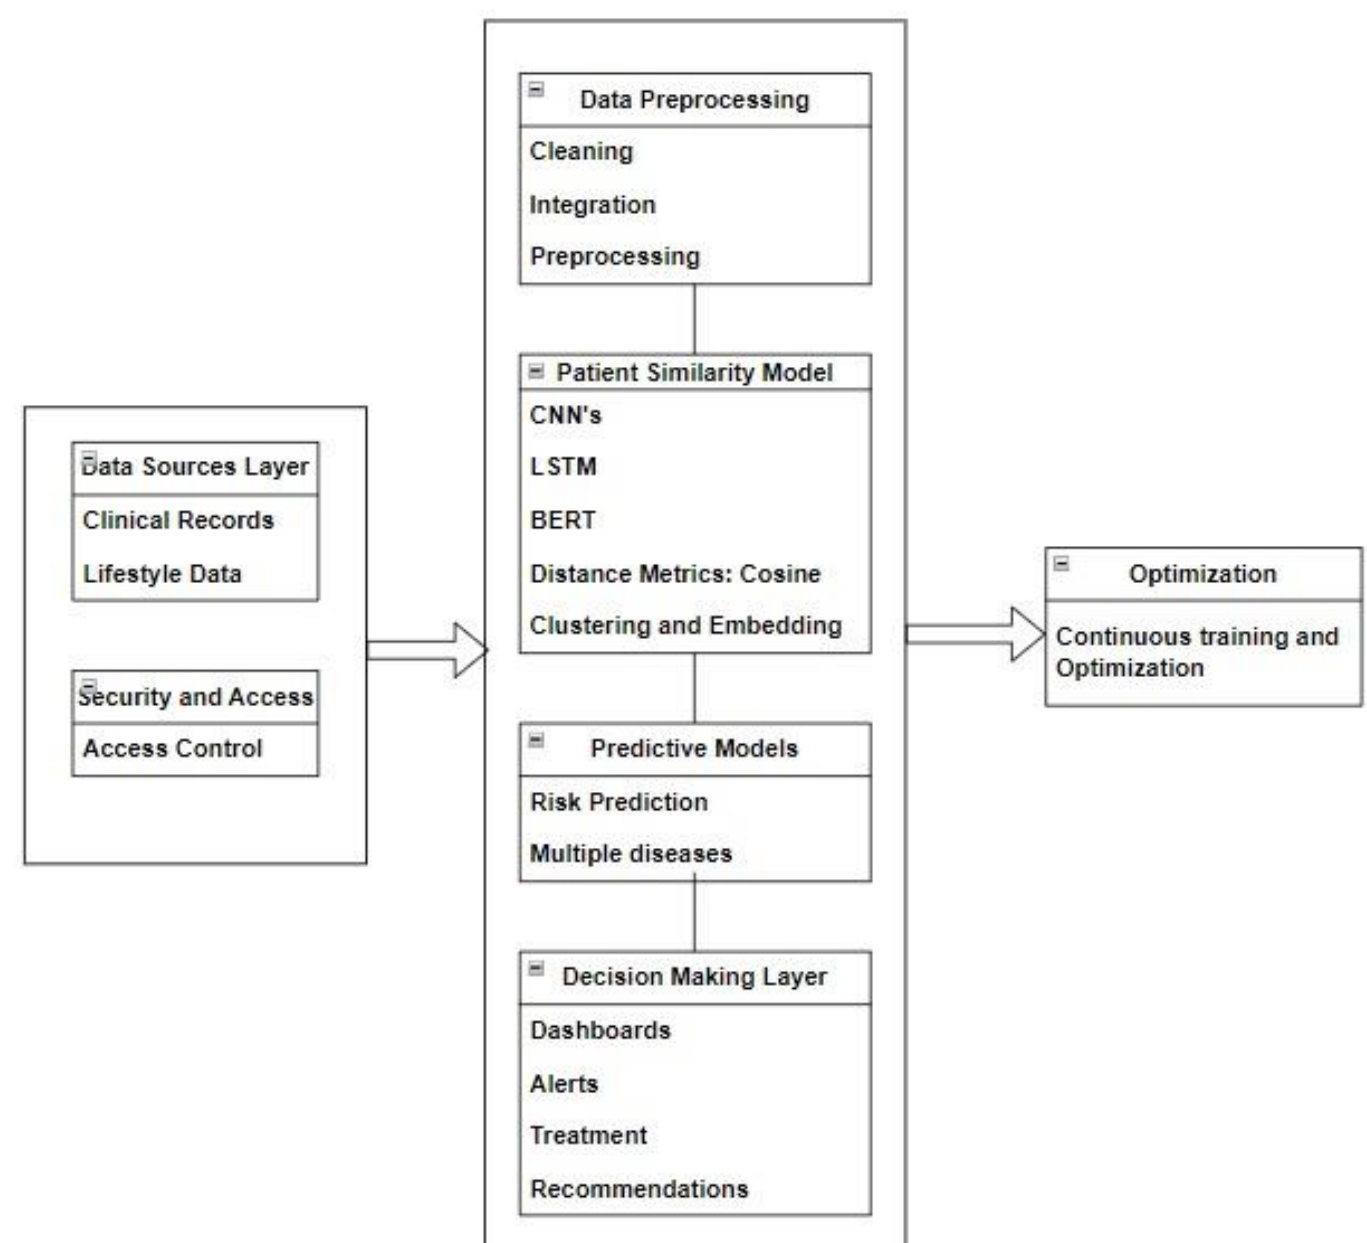 Data Sources Layer
Clinical Records
Lifestyle Data
Security and Access
Access Control
Data Preprocessing
Cleaning
Integration
Preprocessing
Patient Similarity Model
CNN's
LSTM
BERT
Distance Metrics: Cosine
Clustering and Embedding
Predictive Models
Risk Prediction
Multiple diseases
Decision Making Layer
Dashboards
Alerts
Treatment
Recommendations
Optimization
Continuous training and
Optimization